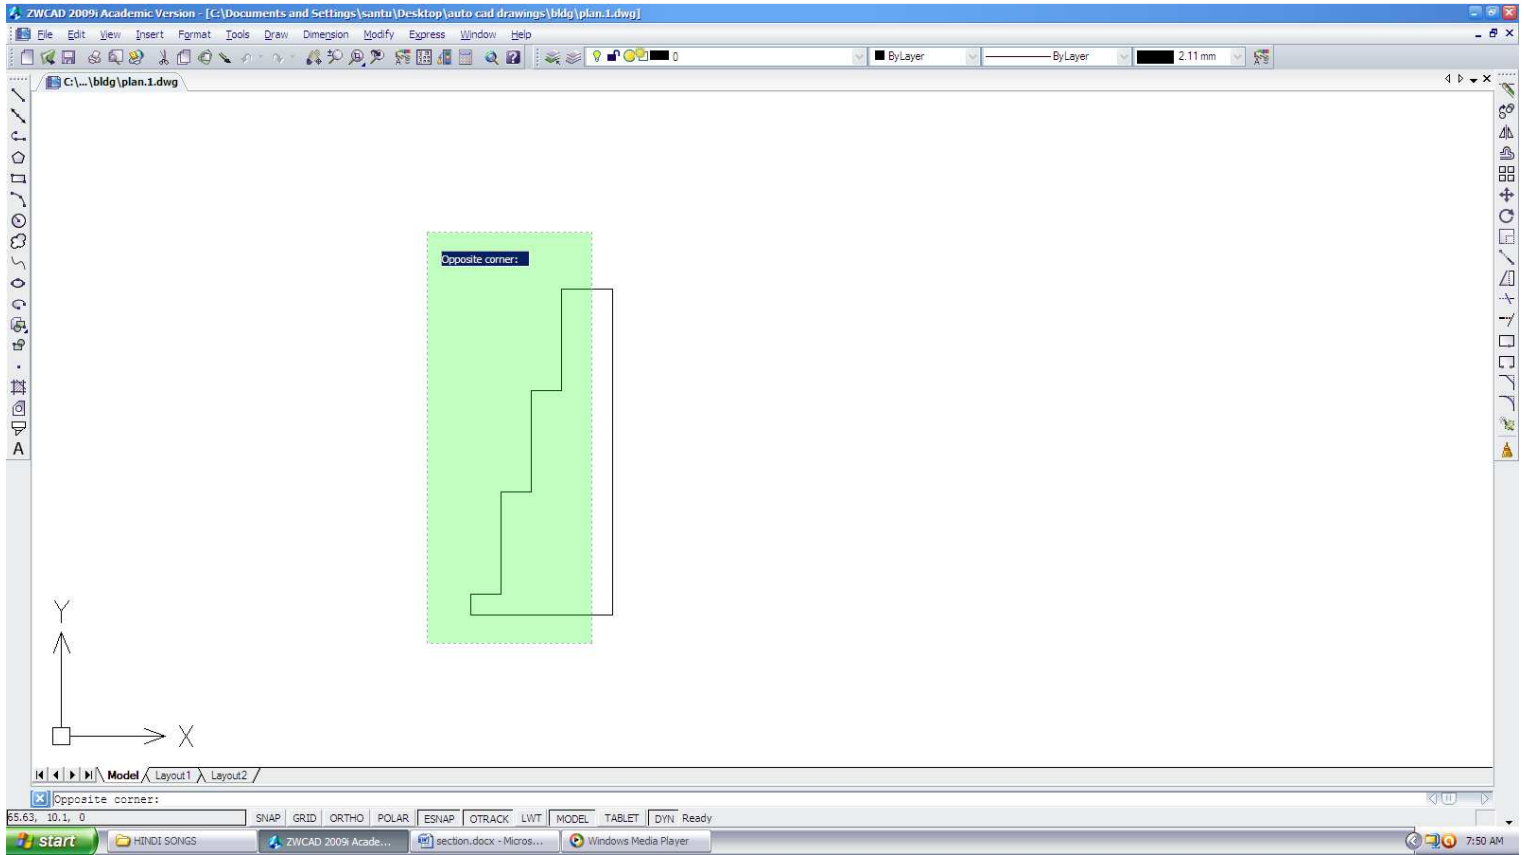 ZWCAD 2009i Academic Version - [C:\Documents and Settings\santu\Desktop\auto cad drawings\bldg\plan.1.dwg]
File Edit View Insert Format Tools Draw Dimension Modify Express Window Help
0 ByLayer ByLayer 2.11 mm
C:\...\bldg\plan.1.dwg
A
Opposite corner:
Y
X
Model Layout1 Layout2
Opposite corner:
65.63, 10.1, 0 SNAP GRID ORTHO POLAR ESNAP OTRACK LWT MODEL TABLET DYN Ready
start HINDI SONGS ZWCAD 2009i Acade... section.docx - Micros... Windows Media Player 7:50 AM